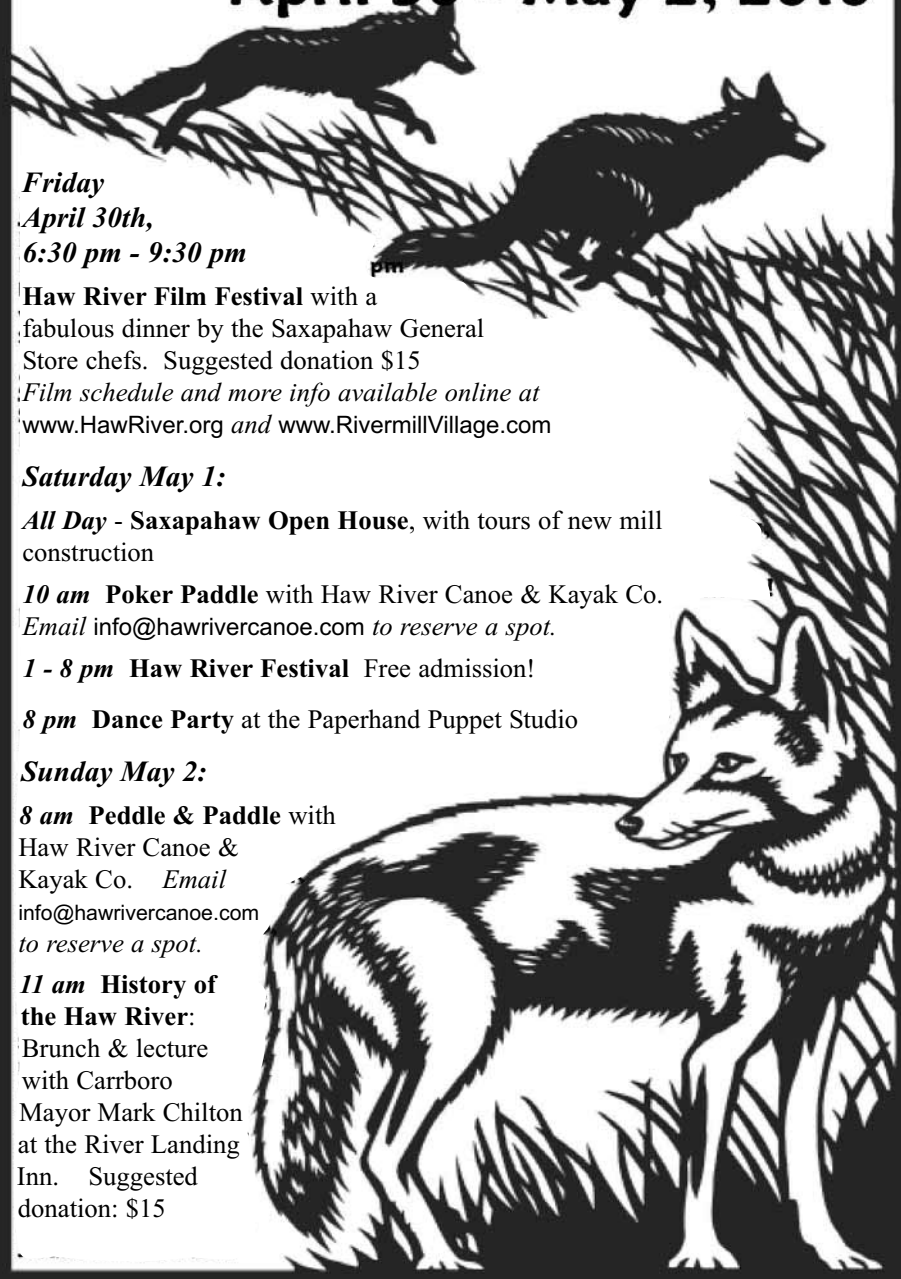 April 30 - May 2, 2010
Friday
April 30th,
6:30 pm - 9:30 pm
pm
Haw River Film Festival with a
fabulous dinner by the Saxapahaw General
Store chefs. Suggested donation $15
Film schedule and more info available online at
www.HawRiver.org and www.RivermillVillage.com
Saturday May 1:
All Day - Saxapahaw Open House, with tours of new mill
construction
10 am Poker Paddle with Haw River Canoe & Kayak Co.
Email info@hawrivercanoe.com to reserve a spot.
1 - 8 pm Haw River Festival Free admission!
8 pm Dance Party at the Paperhand Puppet Studio
Sunday May 2:
8 am Peddle & Paddle with
Haw River Canoe &
Kayak Co. Email
info@hawrivercanoe.com
to reserve a spot.
11 am History of
the Haw River:
Brunch & lecture
with Carrboro
Mayor Mark Chilton
at the River Landing
Inn. Suggested
donation: $15